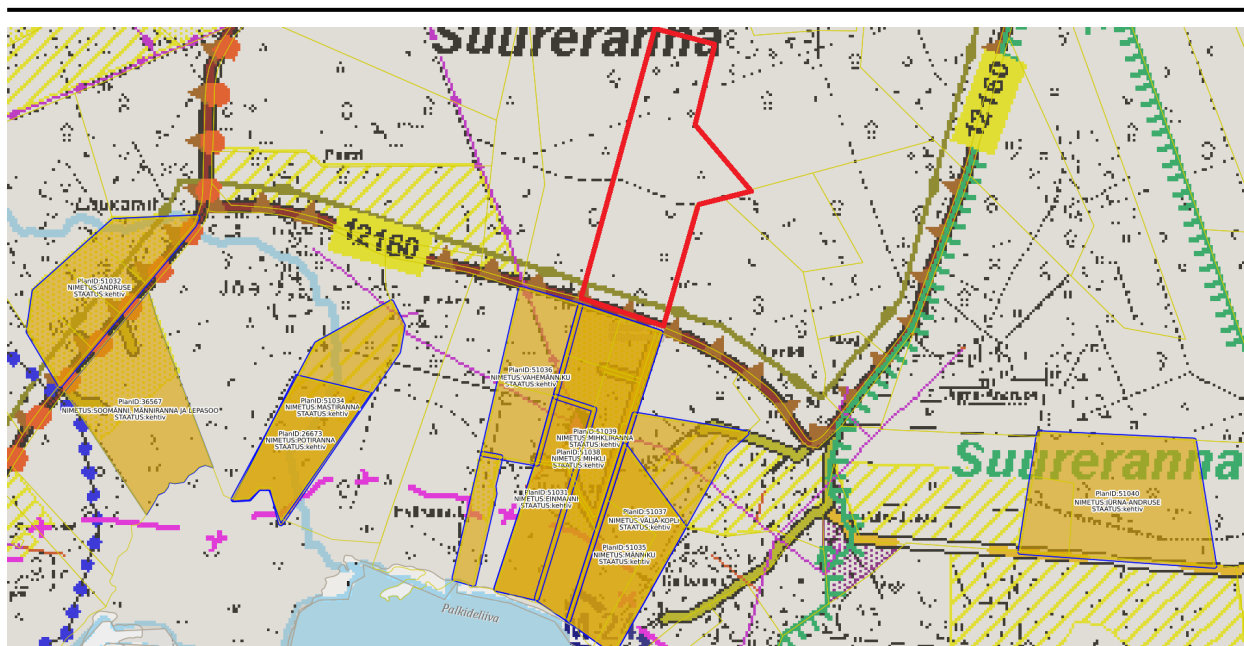 Suureranna
12160
12160
PlanID:51032
NIMETUS:ANDRUSE
STAATUS:kehtiv
PlanID:51036
NIMETUS:VAHEMÄNNIKU
STAATUS:kehtiv
PlanID:36567
NIMETUS:SOOMÄNNI, MÄNNIRANNA JA LEPASOO
STAATUS:kehtiv
PlanID:51034
NIMETUS:MASTIRANNA
STAATUS:kehtiv
PlanID:26673
NIMETUS:POTIRANNA
STAATUS:kehtiv
PlanID:51039
NIMETUS:MIHKLIRANNA
STAATUS:kehtiv
PlanID:51038
NIMETUS:MIHKLI
STAATUS:kehtiv
Suureranna
PlanID:51031
NIMETUS:EINMANNI
STAATUS:kehtiv
PlanID:51040
NIMETUS:JÜRNA-ANDRUSE
STAATUS:kehtiv
PlanID:51037
NIMETUS:VÄLJA-KOPLI
STAATUS:kehtiv
PlanID:51035
NIMETUS:MÄNNIKU
STAATUS:kehtiv
Palkideliiva